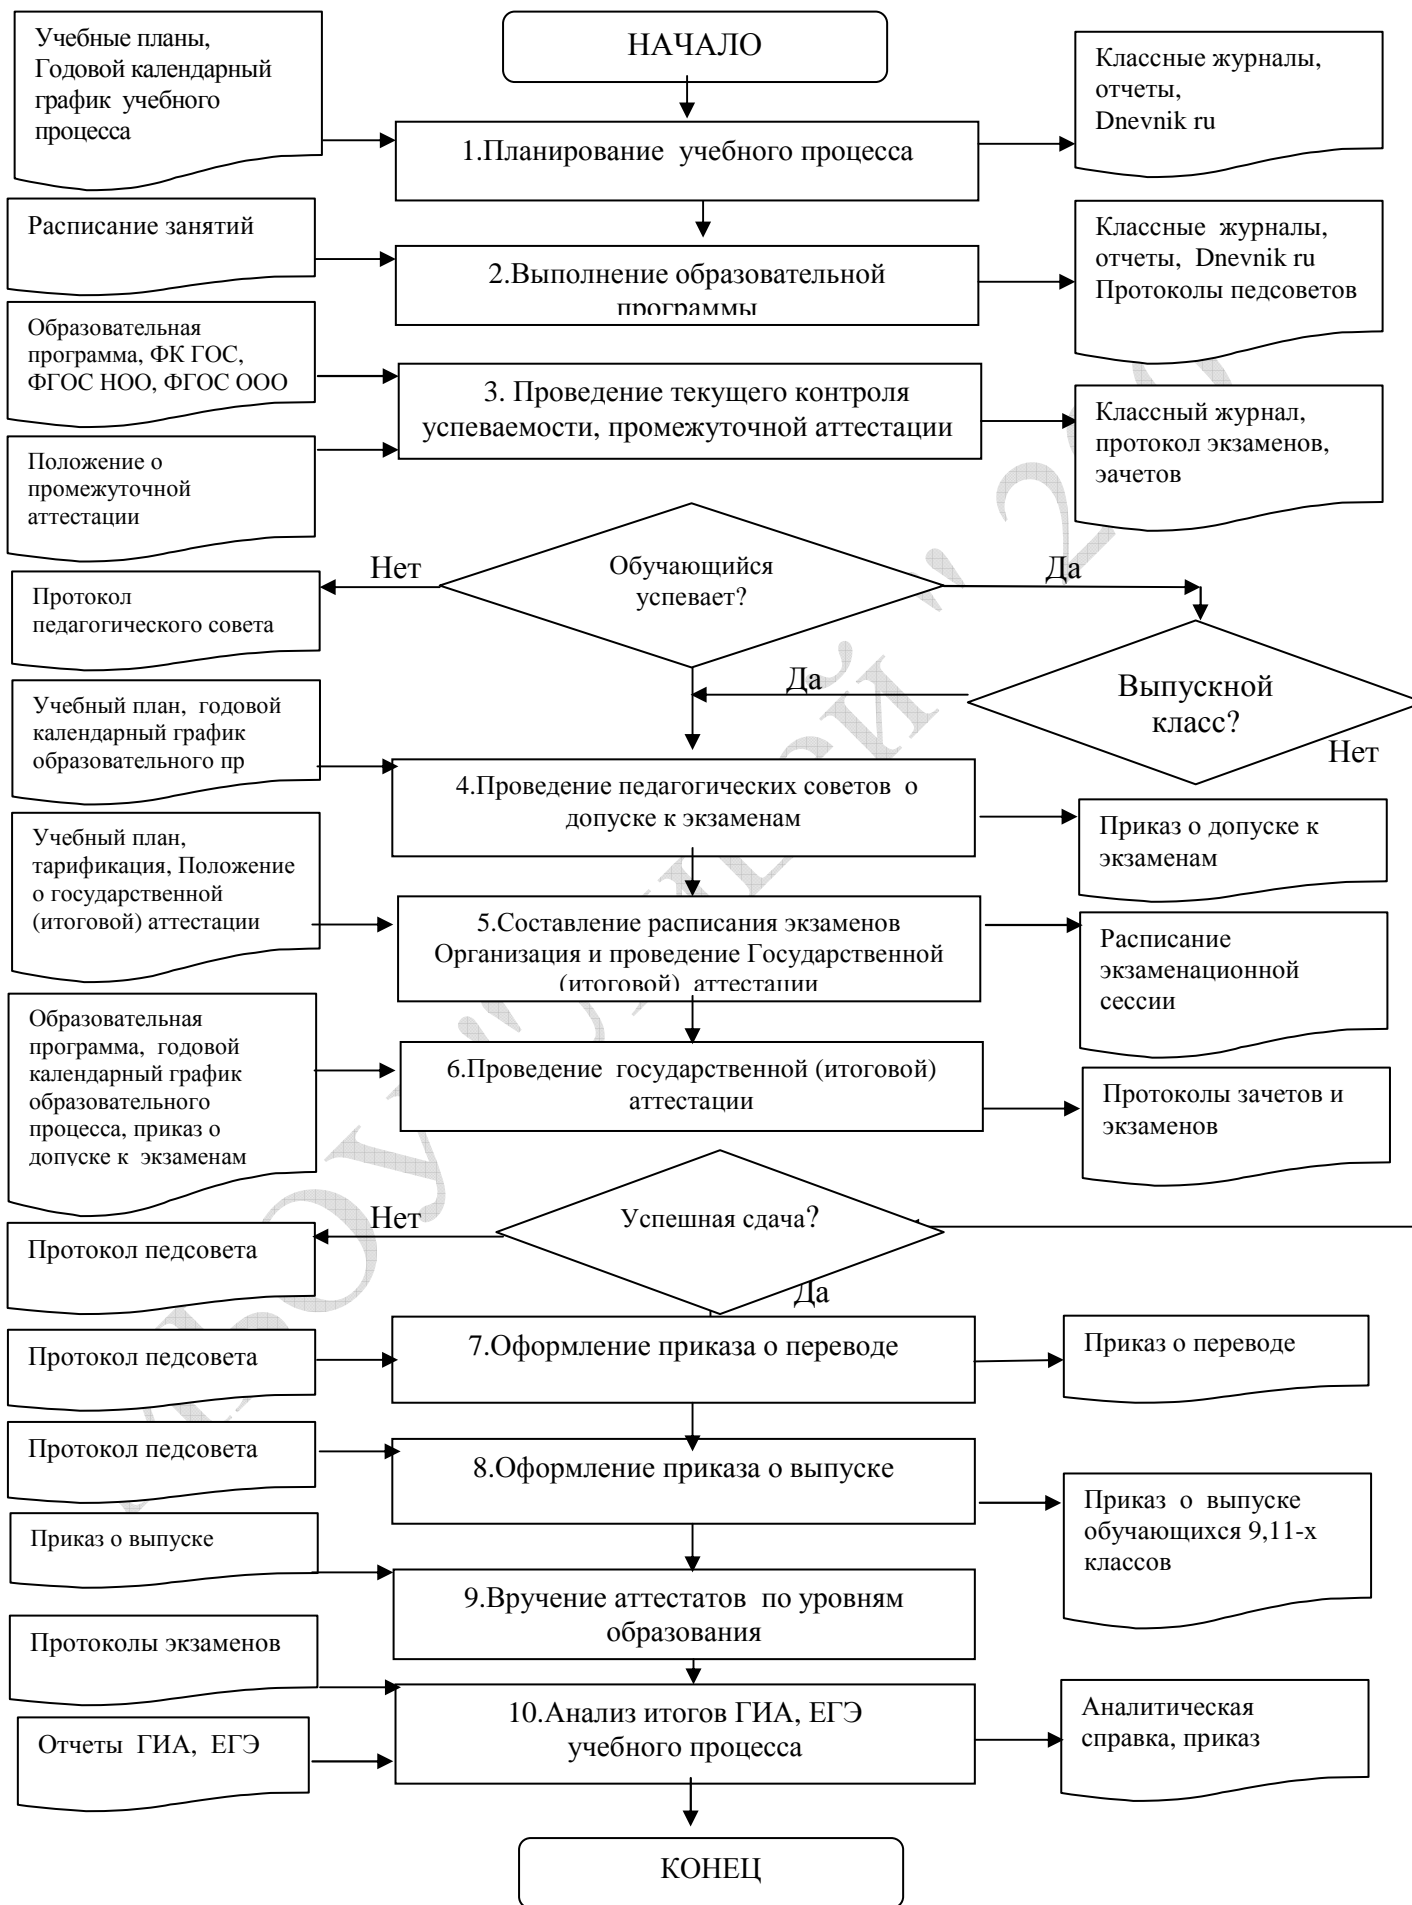 НАЧАЛО
Учебные планы,
Годовой календарный
график учебного
процесса
1.Планирование учебного процесса
Классные журналы,
отчеты,
Dnevnik ru
Расписание занятий
2.Выполнение образовательной
программы
Классные журналы,
отчеты, Dnevnik ru
Протоколы педсоветов
Образовательная
программа, ФК ГОС,
ФГОС НОО, ФГОС ООО
3. Проведение текущего контроля
успеваемости, промежуточной аттестации
Классный журнал,
протокол экзаменов,
эачетов
Положение о
промежуточной
аттестации
Нет
Обучающийся
успевает?
Да
Протокол
педагогического совета
Да
Выпускной
класс?
Нет
Учебный план, годовой
календарный график
образовательного пр
4.Проведение педагогических советов о
допуске к экзаменам
Приказ о допуске к
экзаменам
Учебный план,
тарификация, Положение
о государственной
(итоговой) аттестации
5.Составление расписания экзаменов
Организация и проведение Государственной
(итоговой) аттестации
Расписание
экзаменационной
сессии
Образовательная
программа, годовой
календарный график
образовательного
процесса, приказ о
допуске к экзаменам
6.Проведение государственной (итоговой)
аттестации
Протоколы зачетов и
экзаменов
Нет
Успешная сдача?
Да
Протокол педсовета
Протокол педсовета
7.Оформление приказа о переводе
Приказ о переводе
Протокол педсовета
8.Оформление приказа о выпуске
Приказ о выпуске
обучающихся 9,11-х
классов
Приказ о выпуске
9.Вручение аттестатов по уровням
образования
Протоколы экзаменов
10.Анализ итогов ГИА, ЕГЭ
учебного процесса
Аналитическая
справка, приказ
Отчеты ГИА, ЕГЭ
КОНЕЦ